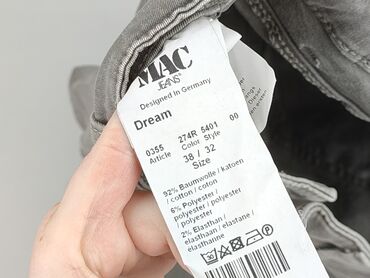 MAC
JEANS
Designed in Germany
Dream
0355 274R 5401 00
Article Color Style
38 / 32
Size
92% Baumwolle / katoen
/ cotton / coton
6% Polyester /
polyester / polyester
/ polyester
2% Elasthan /
elasthaan / elastane /
elasthanne